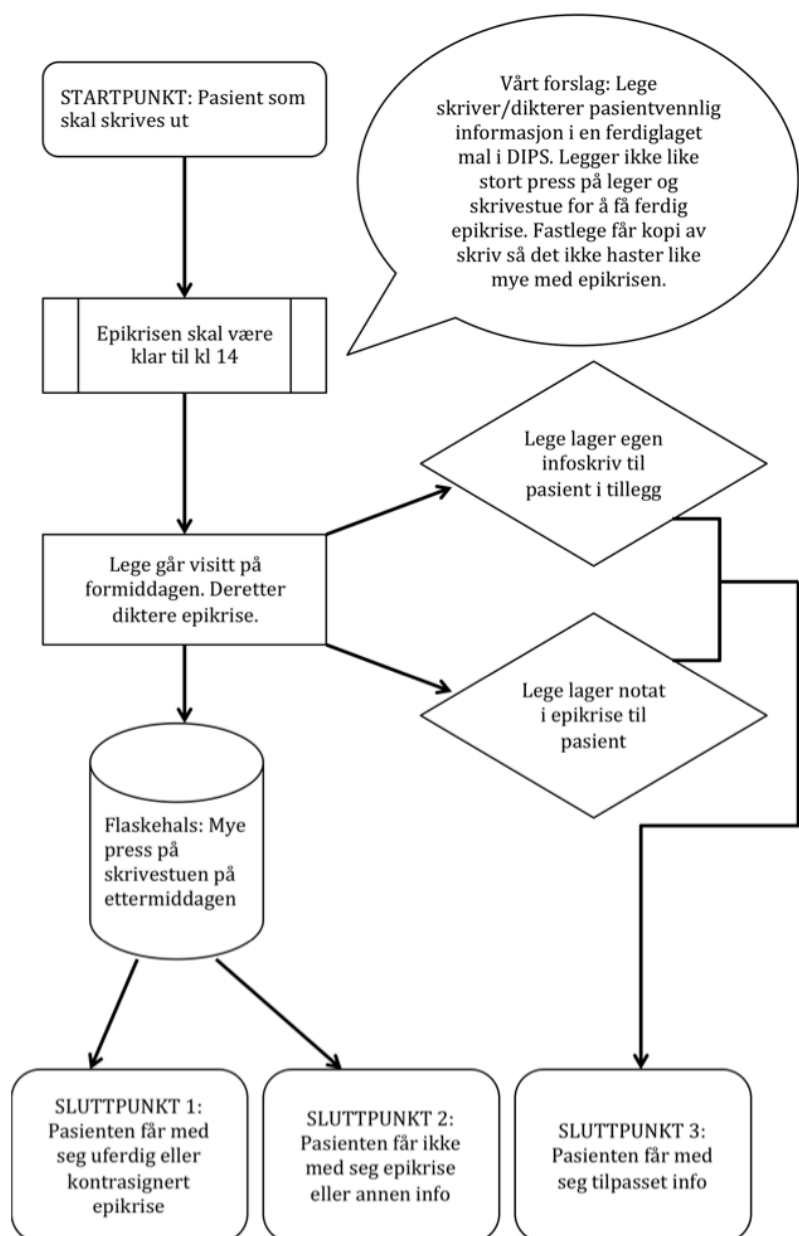 STARTPUNKT: Pasient som
skal skrives ut
Vårt forslag: Lege
skriver/dikterer pasientvennlig
informasjon i en ferdiglaget
mal i DIPS. Legger ikke like
stort press på leger og
skrivestue for å få ferdig
epikrise. Fastlege får kopi av
skriv så det ikke haster like
mye med epikrisen.
Epikrisen skal være
klar til kl 14
Lege lager egen
infoskriv til
pasient i tillegg
Lege går visitt på
formiddagen. Deretter
diktere epikrise.
Lege lager notat
i epikrise til
pasient
Flaskehals: Mye
press på
skrivestuen på
ettermiddagen
SLUTTPUNKT 1:
Pasienten får med
seg uferdig eller
kontrasignert
epikrise
SLUTTPUNKT 2:
Pasienten får ikke
med seg epikrise
eller annen info
SLUTTPUNKT 3:
Pasienten får med
seg tilpasset info